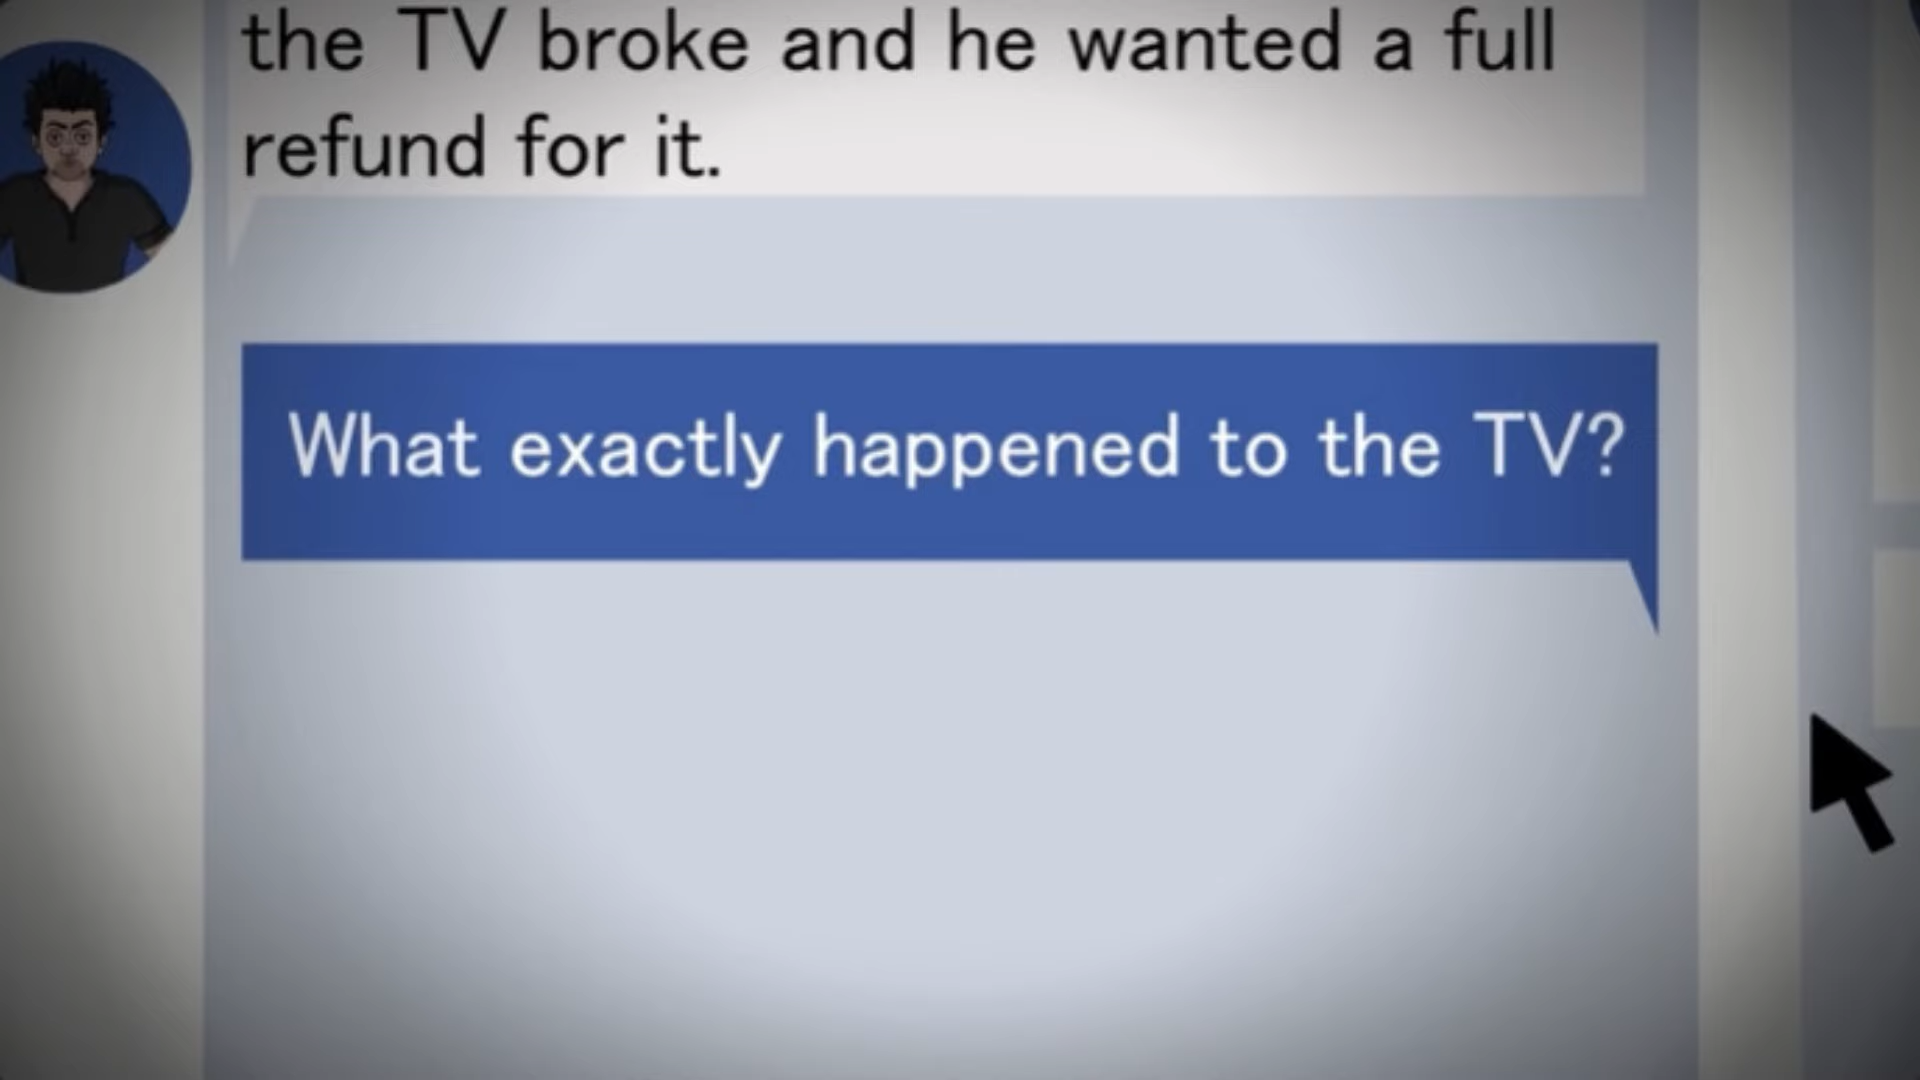 the TV broke and he wanted a full
refund for it.
What exactly happened to the TV?